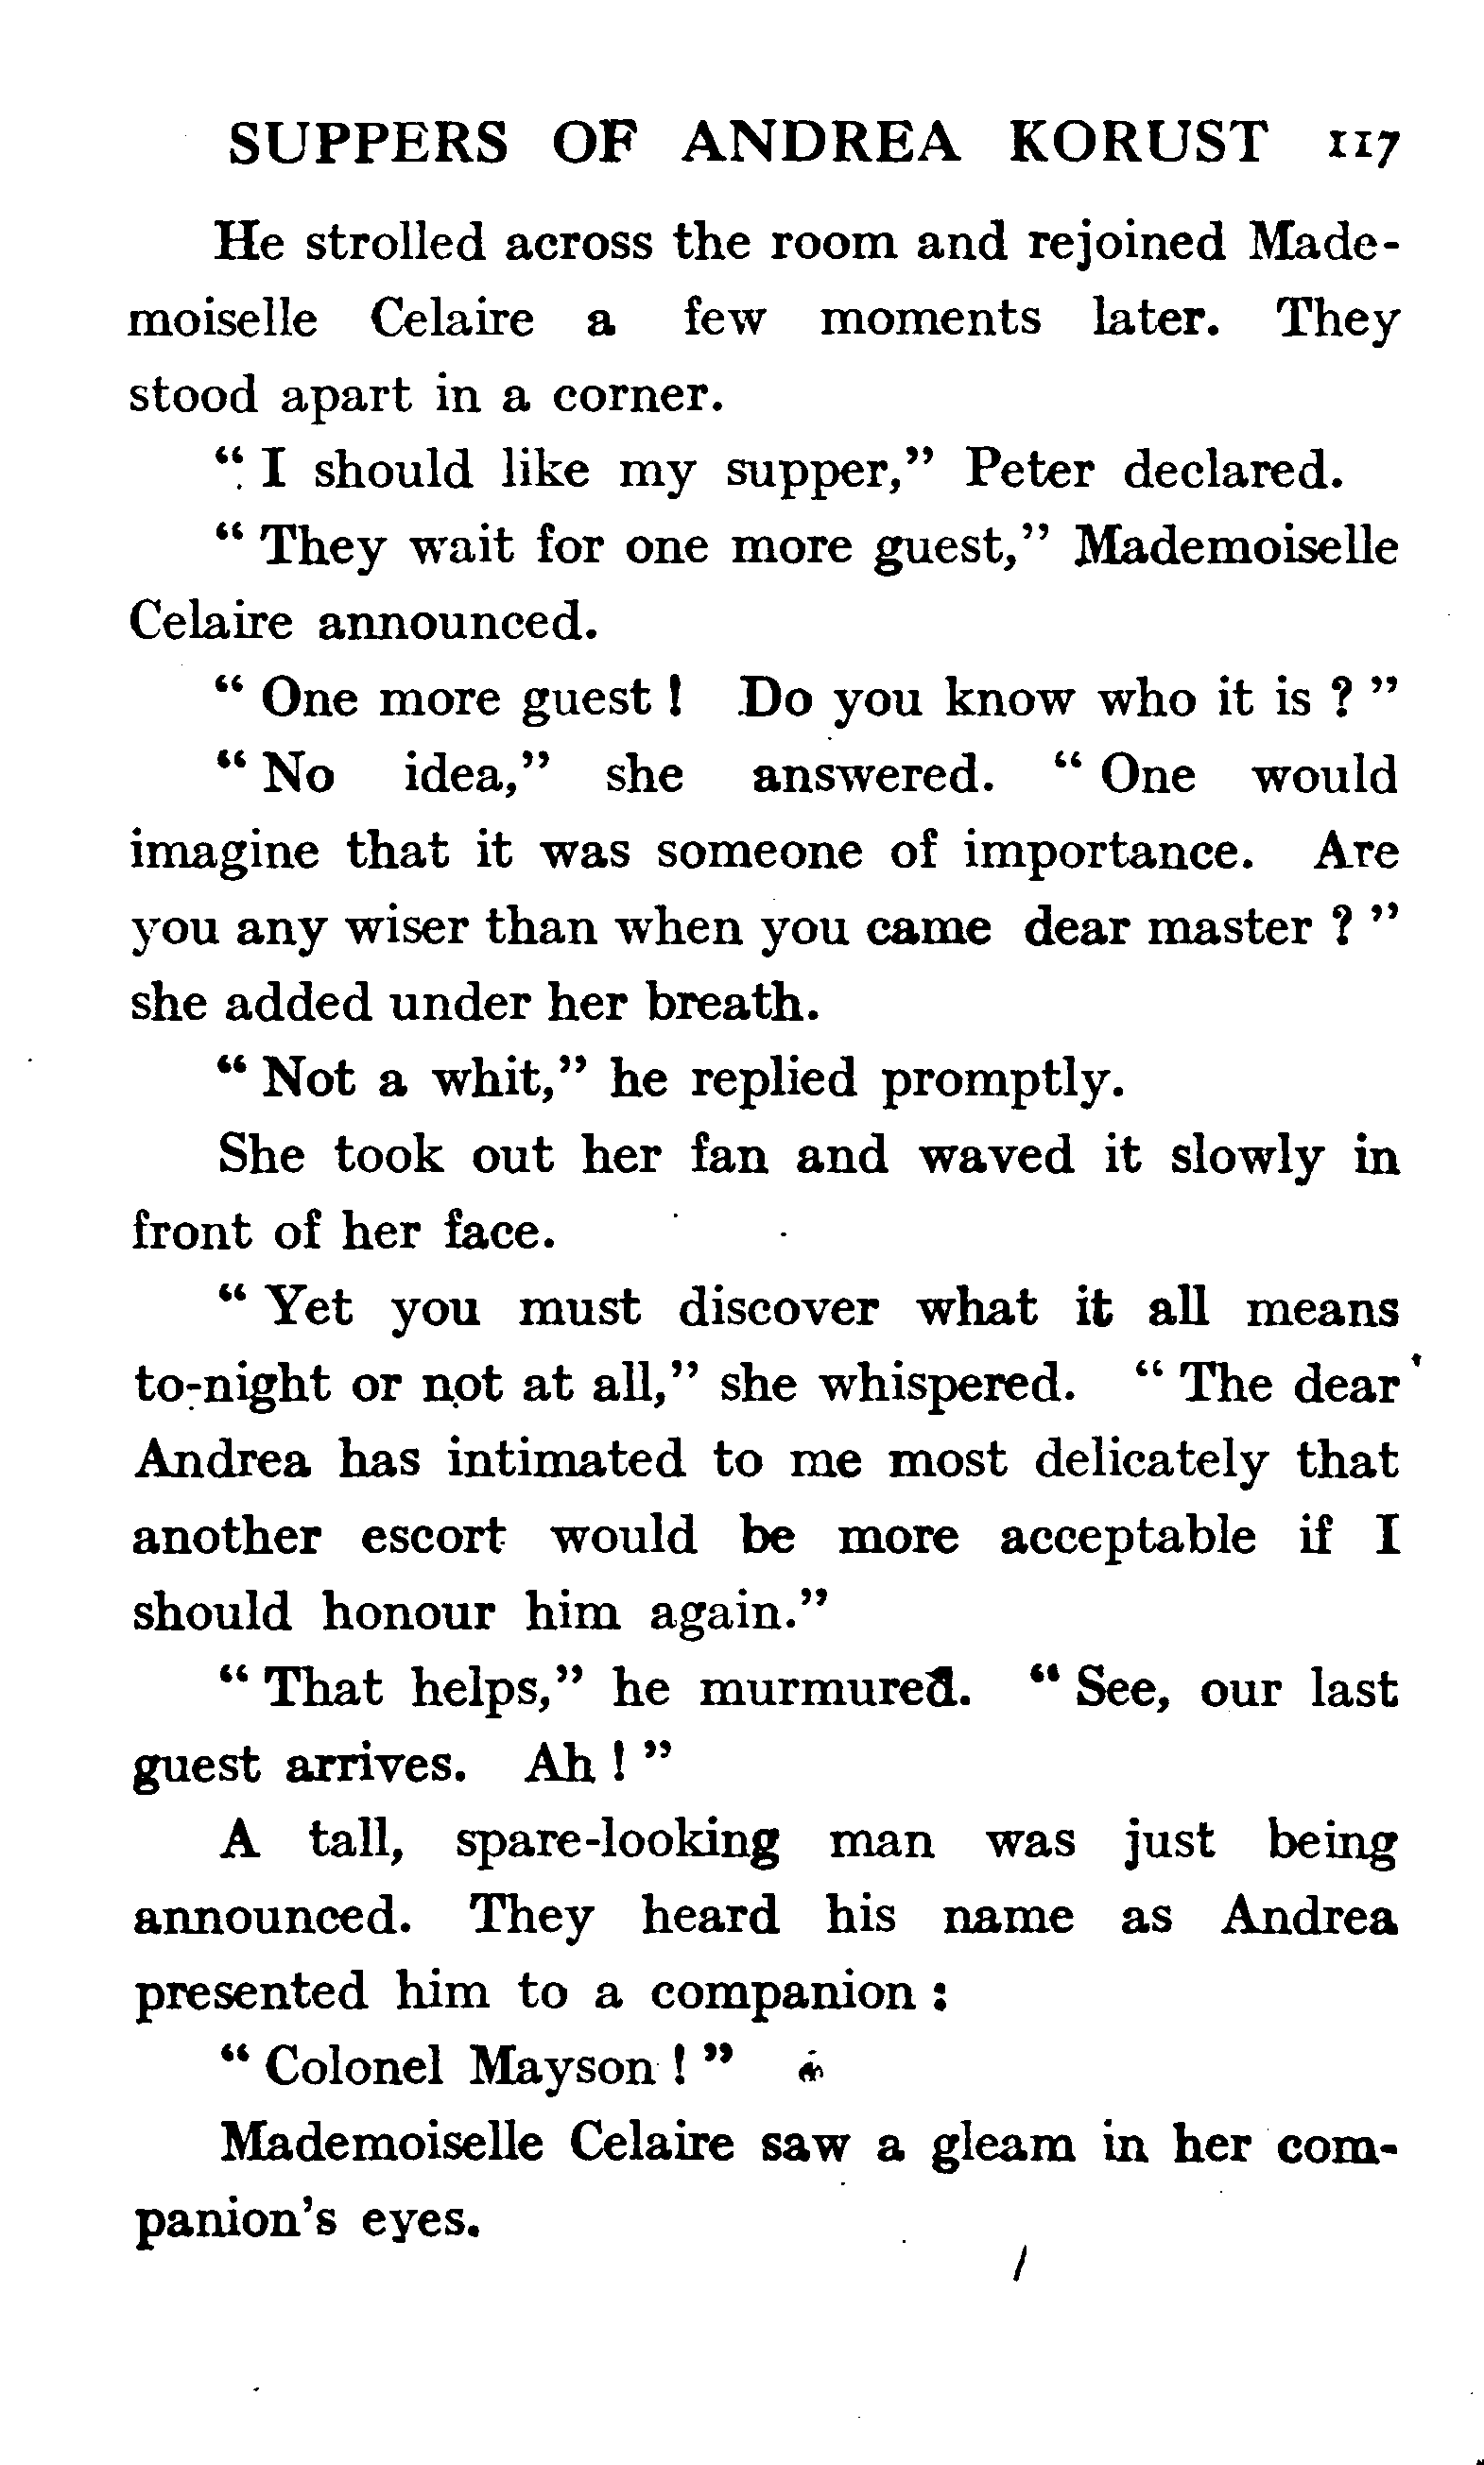 SUPPERS OF ANDREA KORUST 117
He strolled across the room and rejoined Made-
moiselle Celaire a few moments later. They
stood apart in a corner.
“ I should like my supper,” Peter declared.
“ They wait for one more guest,” Mademoiselle
Celaire announced.
“ One more guest ! Do you know who it is ? ”
“ No idea,” she answered. “ One would
imagine that it was someone of importance. Are
you any wiser than when you came dear master ? ”
she added under her breath.
“ Not a whit,” he replied promptly.
She took out her fan and waved it slowly in
front of her face.
“ Yet you must discover what it all means
to-night or not at all,” she whispered. “ The dear
Andrea has intimated to me most delicately that
another escort would be more acceptable if I
should honour him again.”
“ That helps,” he murmured. “ See, our last
guest arrives. Ah ! ”
A tall, spare-looking man was just being
announced. They heard his name as Andrea
presented him to a companion :
“ Colonel Mayson ! ”
Mademoiselle Celaire saw a gleam in her com-
panion's eyes.